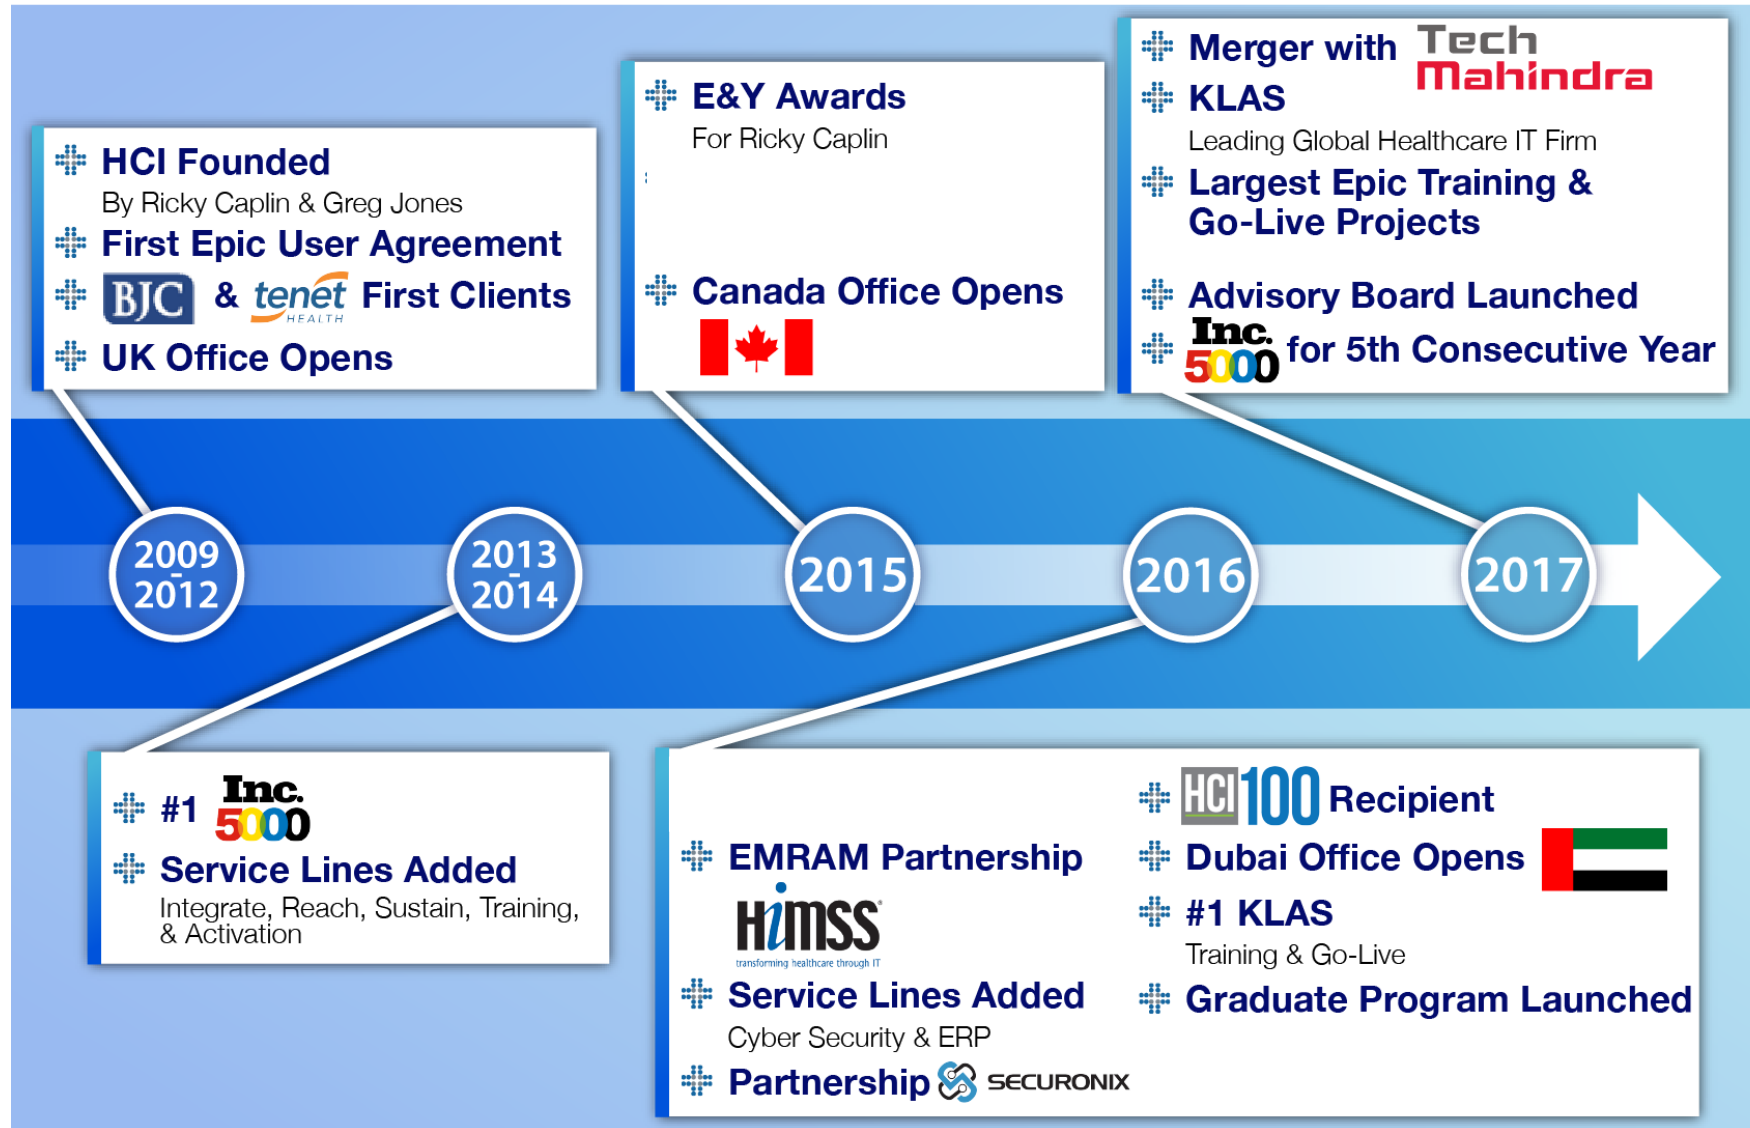 HCI Founded
By Ricky Caplin & Greg Jones
First Epic User Agreement
BJC & tenet HEALTH First Clients
UK Office Opens
E&Y Awards
For Ricky Caplin
Canada Office Opens
Merger with Tech Mahindra
KLAS
Leading Global Healthcare IT Firm
Largest Epic Training &
Go-Live Projects
Advisory Board Launched
Inc. 5000 for 5th Consecutive Year
2009
-
2012
2013
-
2014
2015
2016
2017
#1 Inc. 5000
Service Lines Added
Integrate, Reach, Sustain, Training,
& Activation
EMRAM Partnership
HiMSS®
transforming healthcare through IT
Service Lines Added
Cyber Security & ERP
Partnership SECURONIX
HCI 100 Recipient
Dubai Office Opens
#1 KLAS
Training & Go-Live
Graduate Program Launched